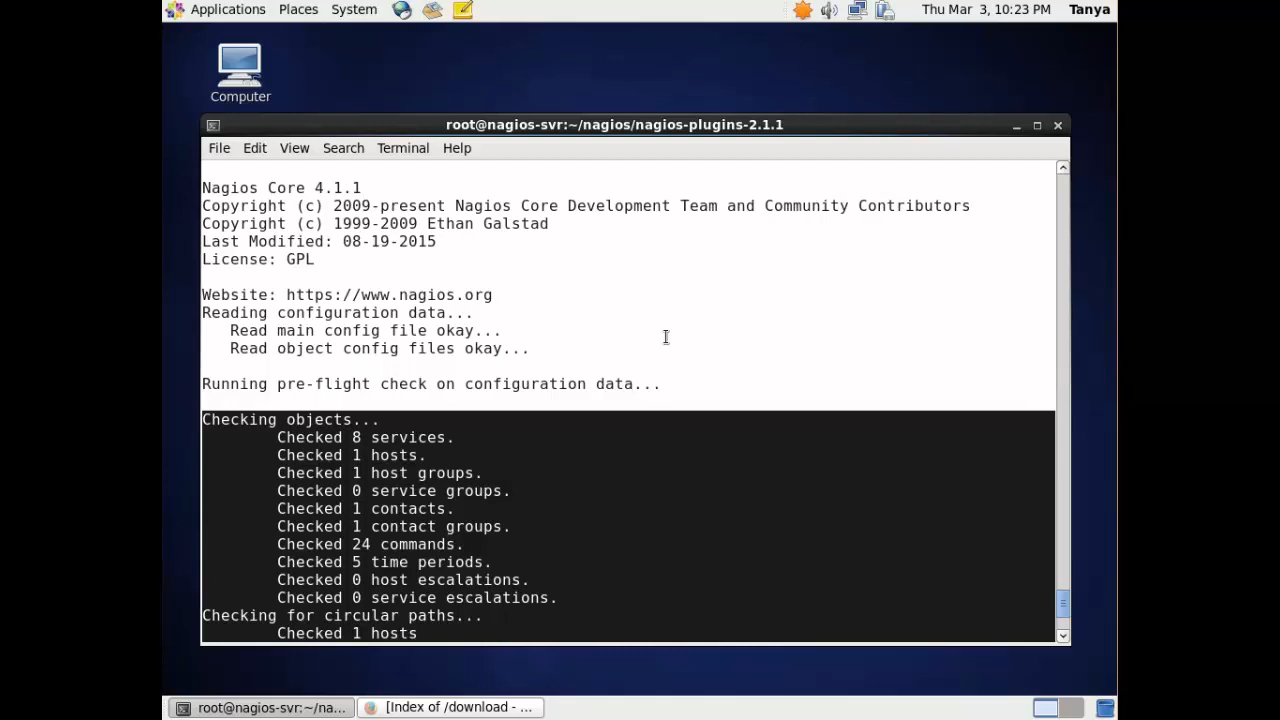 Applications Places System Thu Mar 3, 10:23 PM Tanya
Computer
root@nagios-svr:~/nagios/nagios-plugins-2.1.1
File Edit View Search Terminal Help
Nagios Core 4.1.1
Copyright (c) 2009-present Nagios Core Development Team and Community Contributors
Copyright (c) 1999-2009 Ethan Galstad
Last Modified: 08-19-2015
License: GPL
Website: https://www.nagios.org
Reading configuration data...
Read main config file okay...
Read object config files okay...
Running pre-flight check on configuration data...
Checking objects...
Checked 8 services.
Checked 1 hosts.
Checked 1 host groups.
Checked 0 service groups.
Checked 1 contacts.
Checked 1 contact groups.
Checked 24 commands.
Checked 5 time periods.
Checked 0 host escalations.
Checked 0 service escalations.
Checking for circular paths...
Checked 1 hosts
root@nagios-svr:~/na... [Index of /download - ...